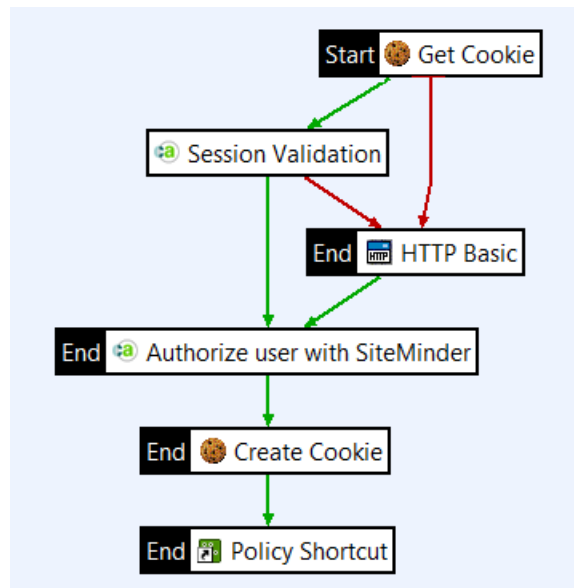 Start Get Cookie
Session Validation
End HTTP HTTP Basic
End Authorize user with SiteMinder
End Create Cookie
End Policy Shortcut